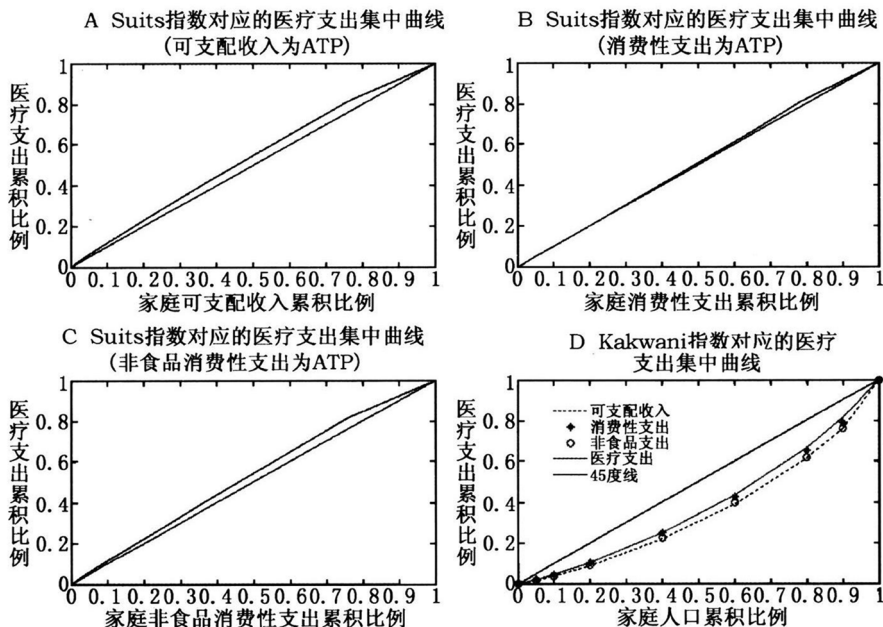 A Suits指数对应的医疗支出集中曲线
(可支配收入为ATP)
医疗支出累积比例
1
0.8
0.6
0.4
0.2
0
0.1 0.2 0.3 0.4 0.5 0.6 0.7 0.8 0.9 1
家庭可支配收入累积比例
B Suits指数对应的医疗支出集中曲线
(消费性支出为ATP)
医疗支出累积比例
1
0.8
0.6
0.4
0.2
0
0.1 0.2 0.3 0.4 0.5 0.6 0.7 0.8 0.9 1
家庭消费性支出累积比例
C Suits指数对应的医疗支出集中曲线
(非食品消费性支出为ATP)
医疗支出累积比例
1
0.8
0.6
0.4
0.2
0
0.1 0.2 0.3 0.4 0.5 0.6 0.7 0.8 0.9 1
家庭非食品消费性支出累积比例
D Kakwani指数对应的医疗
支出集中曲线
医疗支出累积比例
1
0.8
0.6
0.4
0.2
0
可支配收入
消费性支出
非食品支出
医疗支出
45度线
0 0.1 0.2 0.3 0.4 0.5 0.6 0.7 0.8 0.9 1
家庭人口累积比例